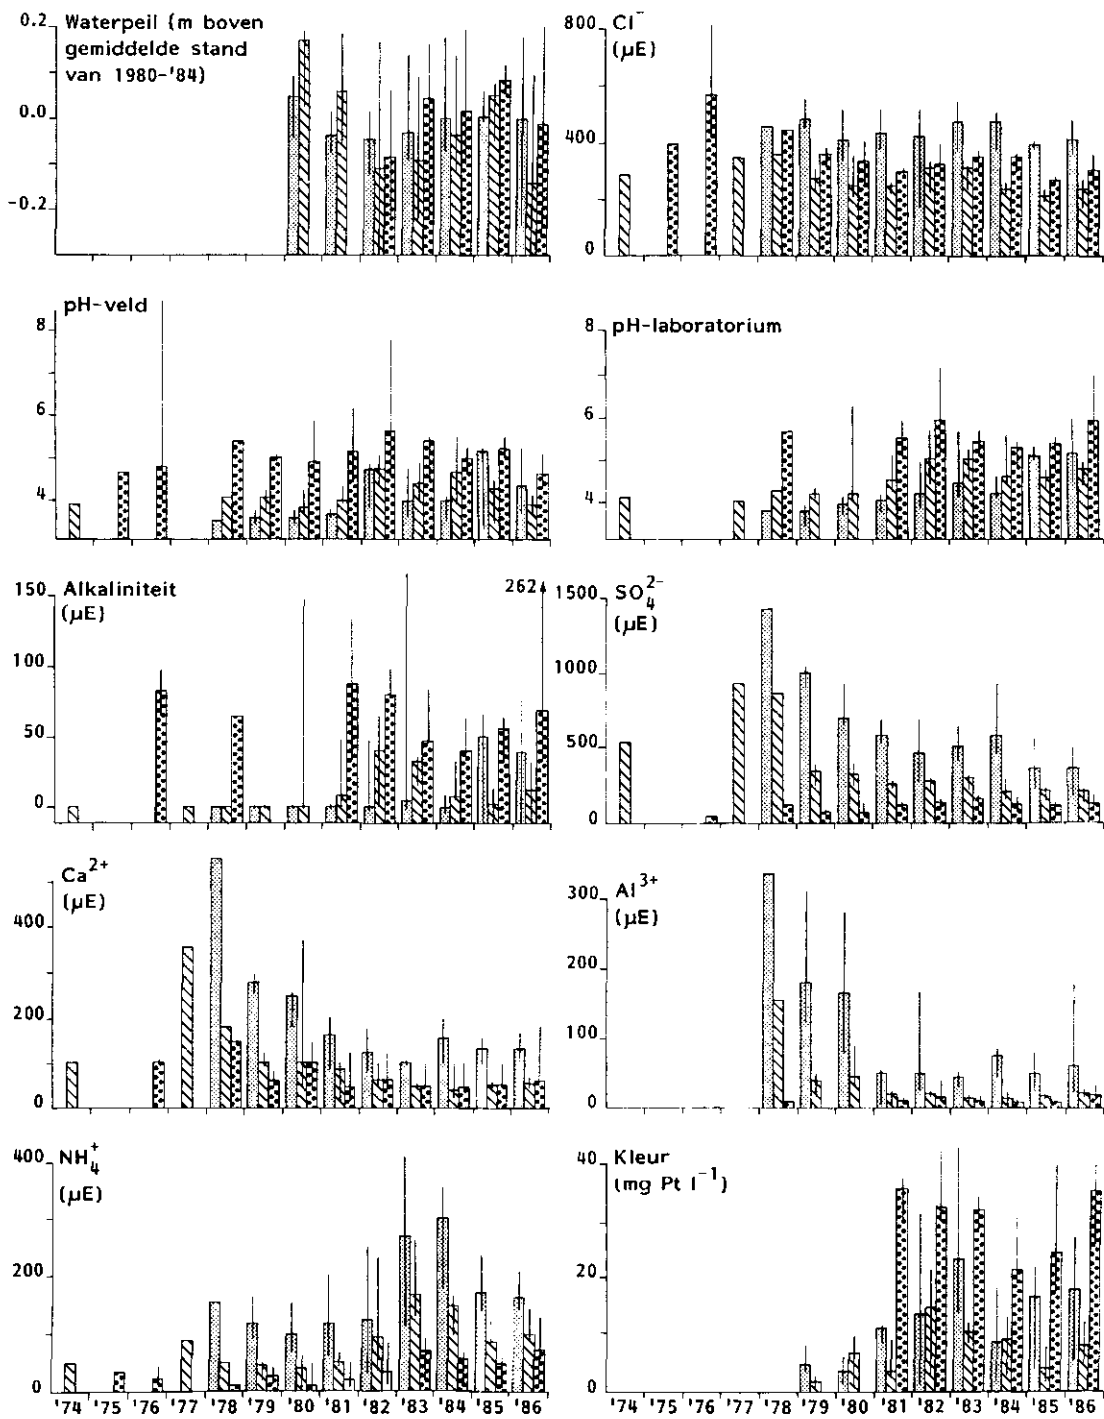 Waterpeil (m boven
gemiddelde stand
van 1980-'84)
0.2
0.0
-0.2
Cl⁻
(µE)
800
400
0
pH-veld
8
6
4
pH-laboratorium
8
6
4
Alkaliniteit
(µE)
150
100
50
0
262
SO₄²⁻
(µE)
1500
1000
500
0
Ca²⁺
(µE)
400
200
0
Al³⁺
(µE)
300
200
100
0
NH₄⁺
(µE)
400
200
0
'74 '75 '76 '77 '78 '79 '80 '81 '82 '83 '84 '85 '86
Kleur
(mg Pt l⁻¹)
40
20
0
'74 '75 '76 '77 '78 '79 '80 '81 '82 '83 '84 '85 '86